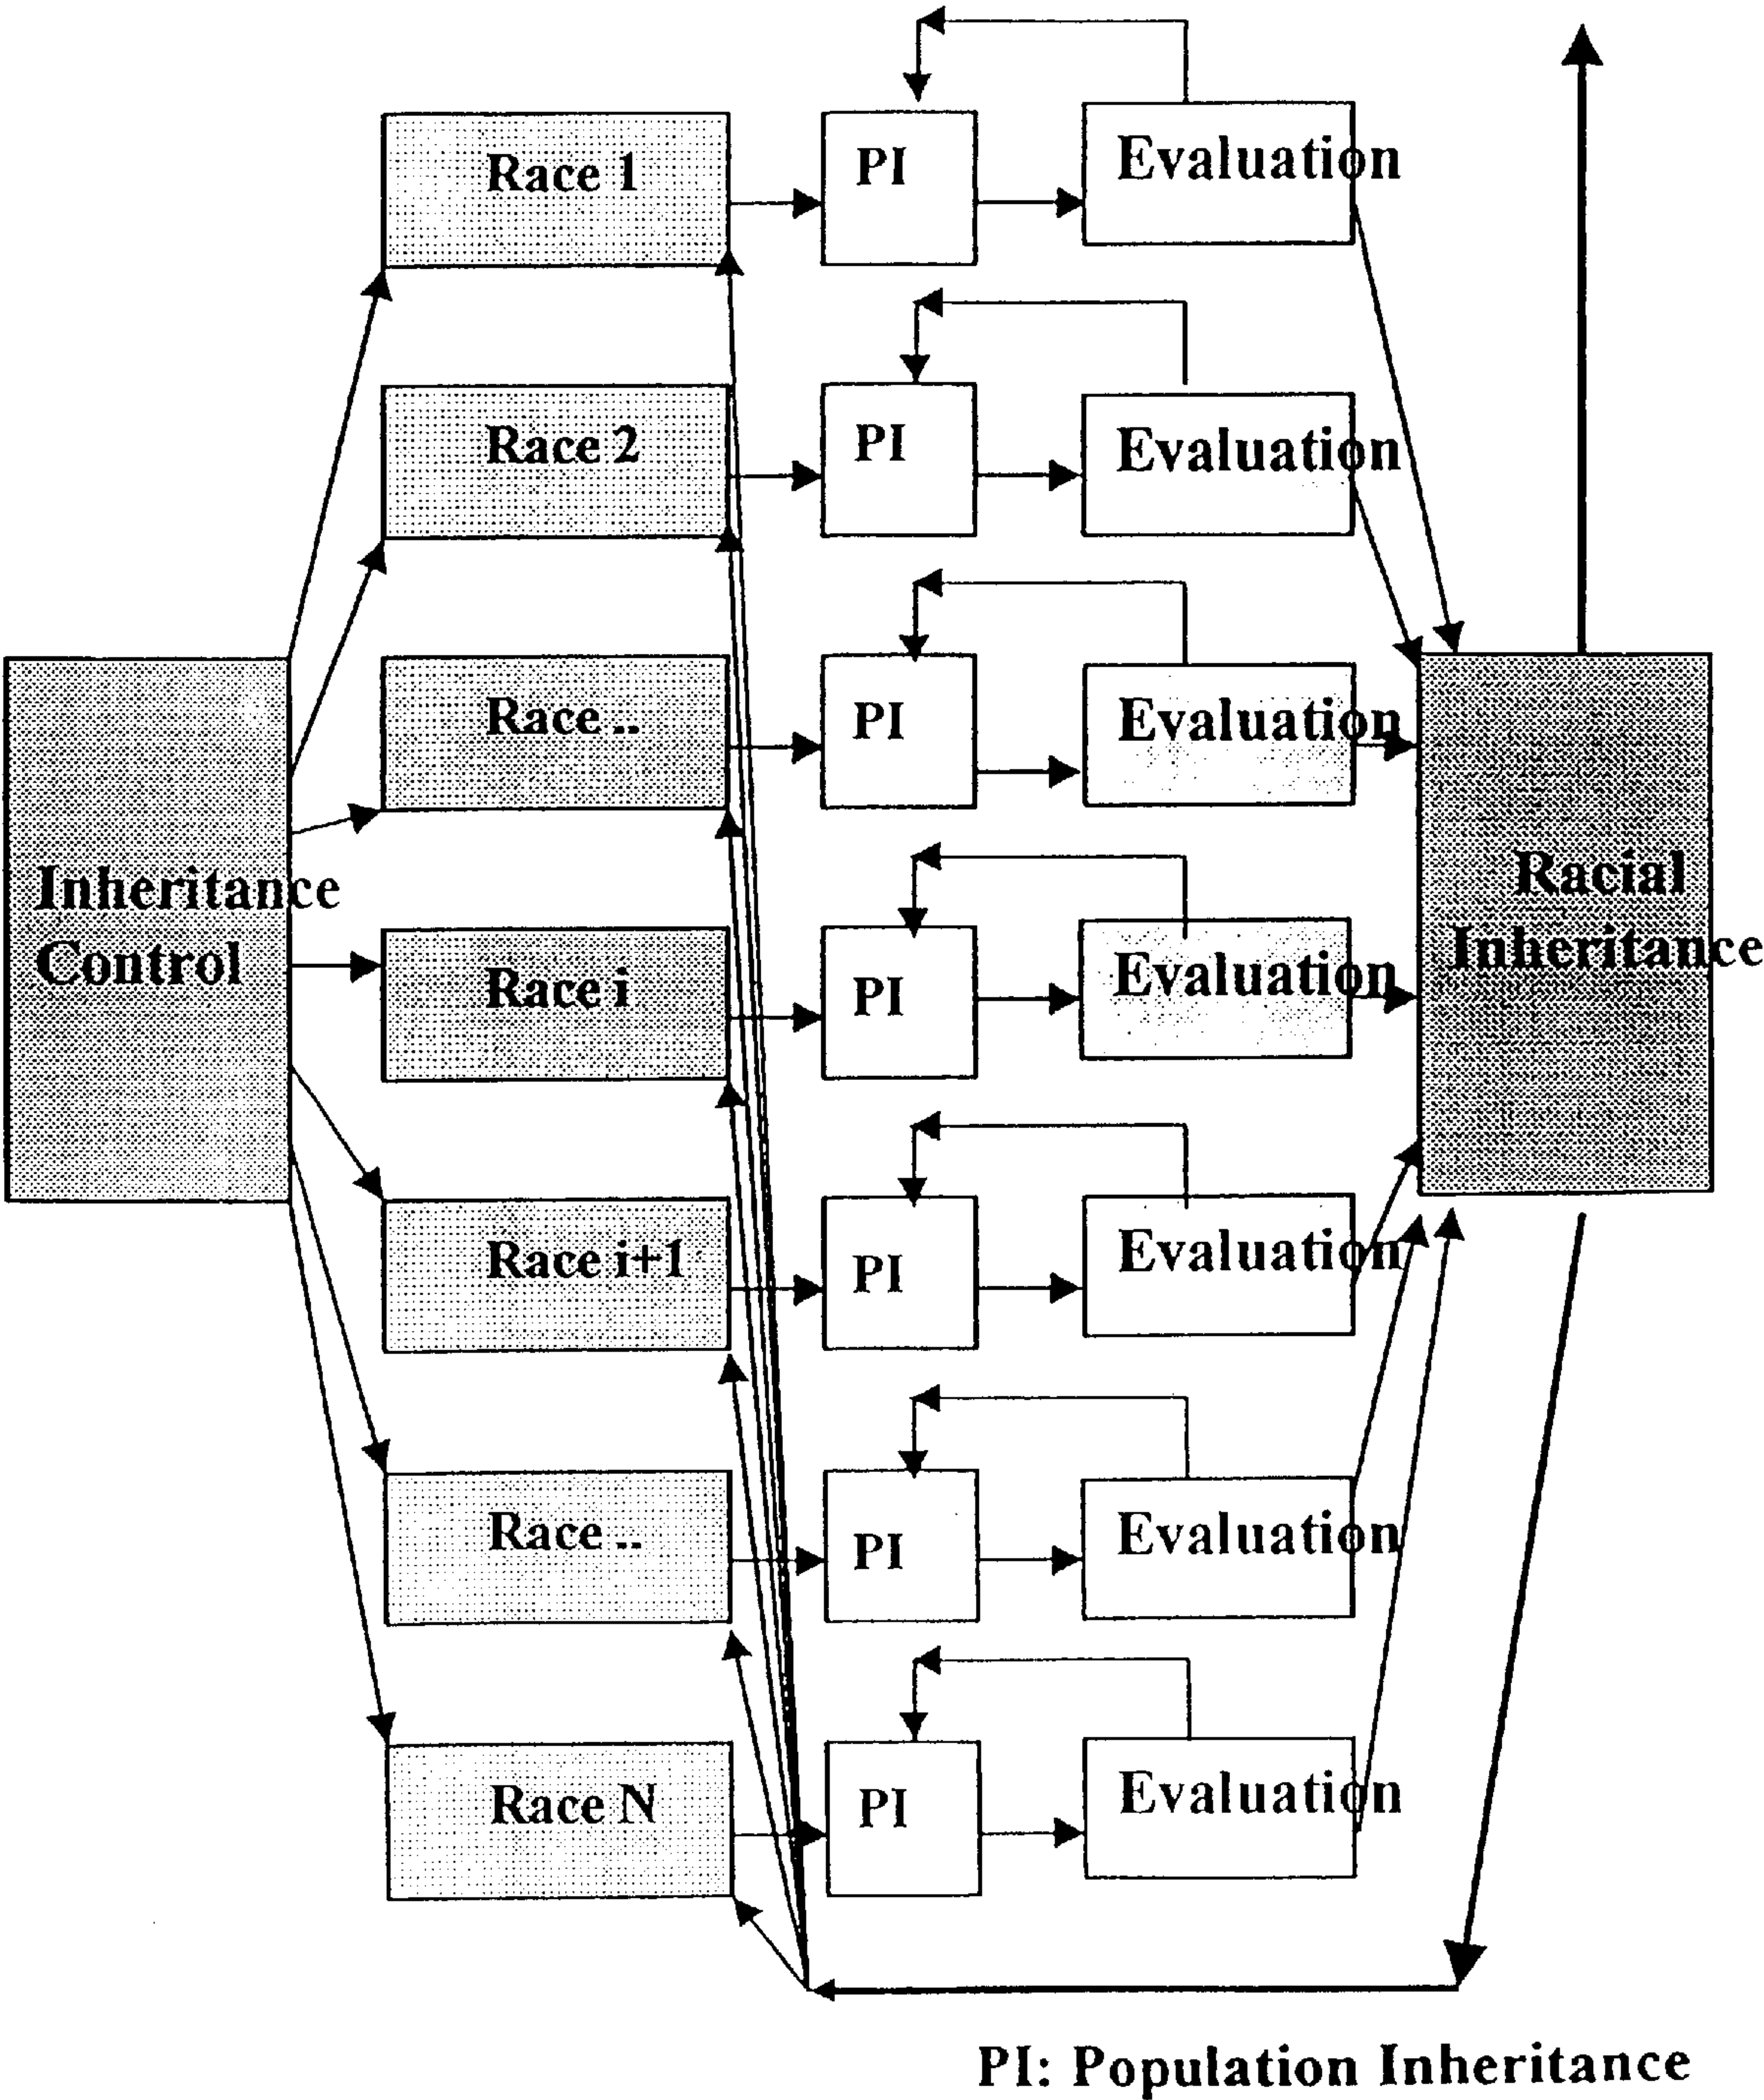 Race 1
PI
Evaluation
Race 2
PI
Evaluation
Race ..
PI
Evaluation
Inheritance
Control
Race i
PI
Evaluation
Racial
Inheritance
Race i+1
PI
Evaluation
Race ..
PI
Evaluation
Race N
PI
Evaluation
PI: Population Inheritance